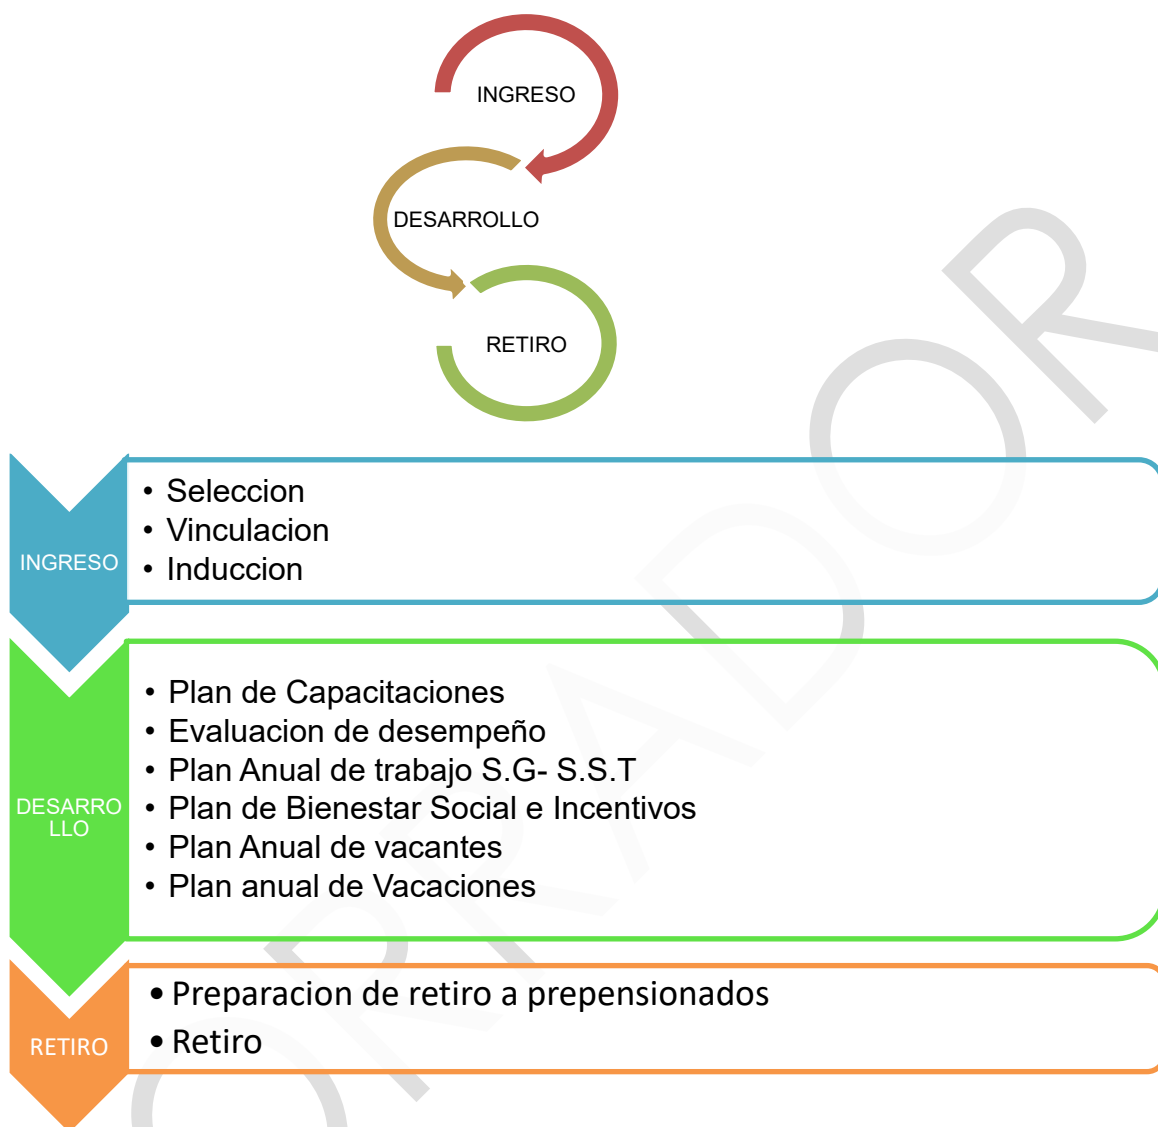 INGRESO
DESARROLLO
RETIRO
INGRESO
• Seleccion
• Vinculacion
• Induccion
DESARRO
LLO
• Plan de Capacitaciones
• Evaluacion de desempeño
• Plan Anual de trabajo S.G- S.S.T
• Plan de Bienestar Social e Incentivos
• Plan Anual de vacantes
• Plan anual de Vacaciones
RETIRO
• Preparacion de retiro a prepensionados
• Retiro
ORRADOR